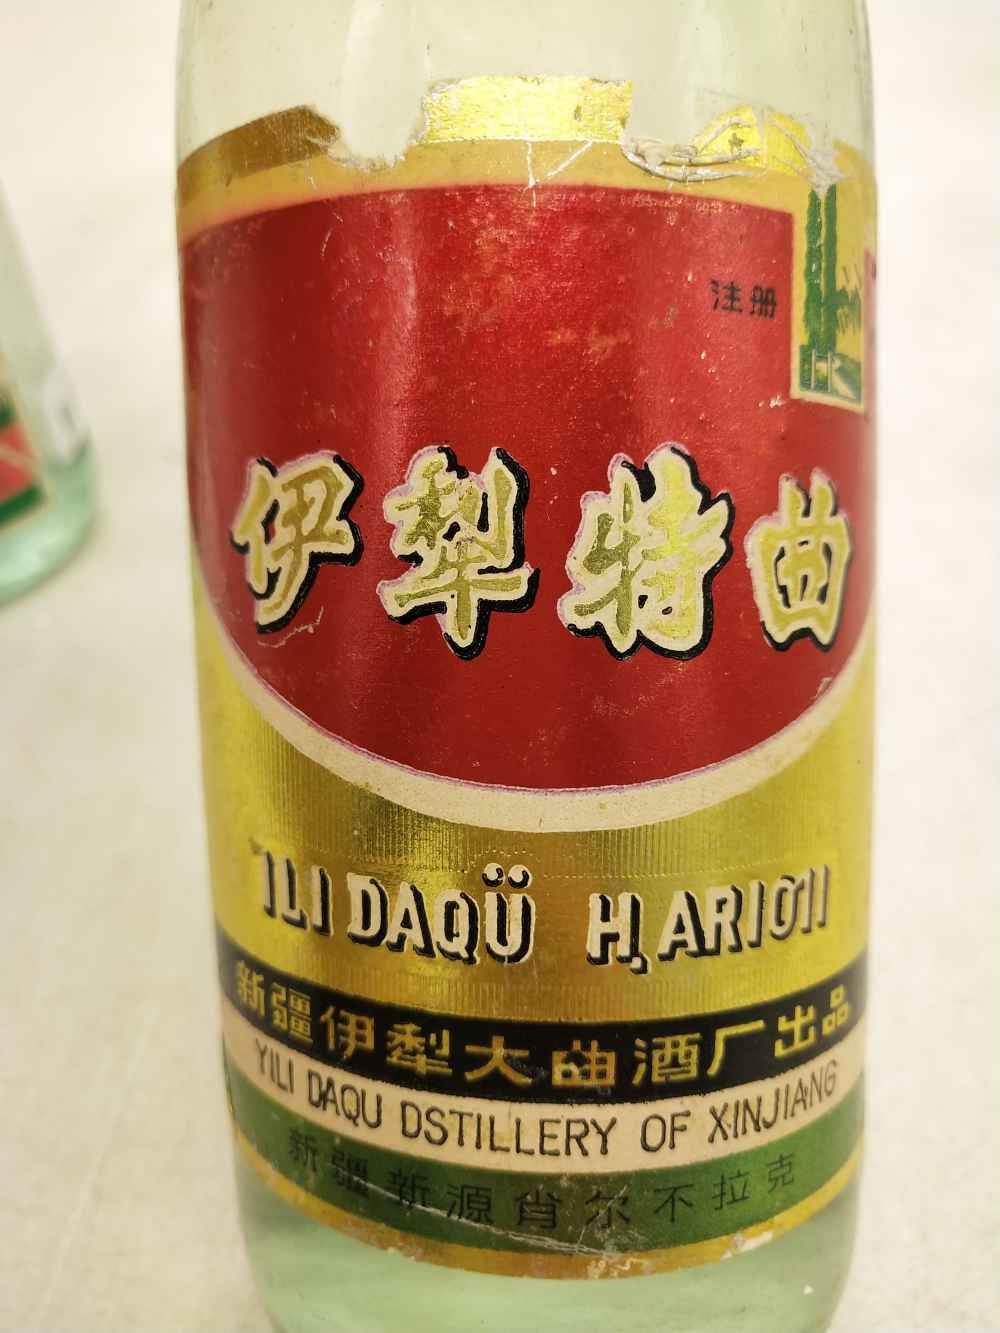 注册
伊犁特曲
ILI DAQÜ H̡ARIƢII
新疆伊犁大曲酒厂出品
YILI DAQU DSTILLERY OF XINJIANG
新疆新源肖尔不拉克